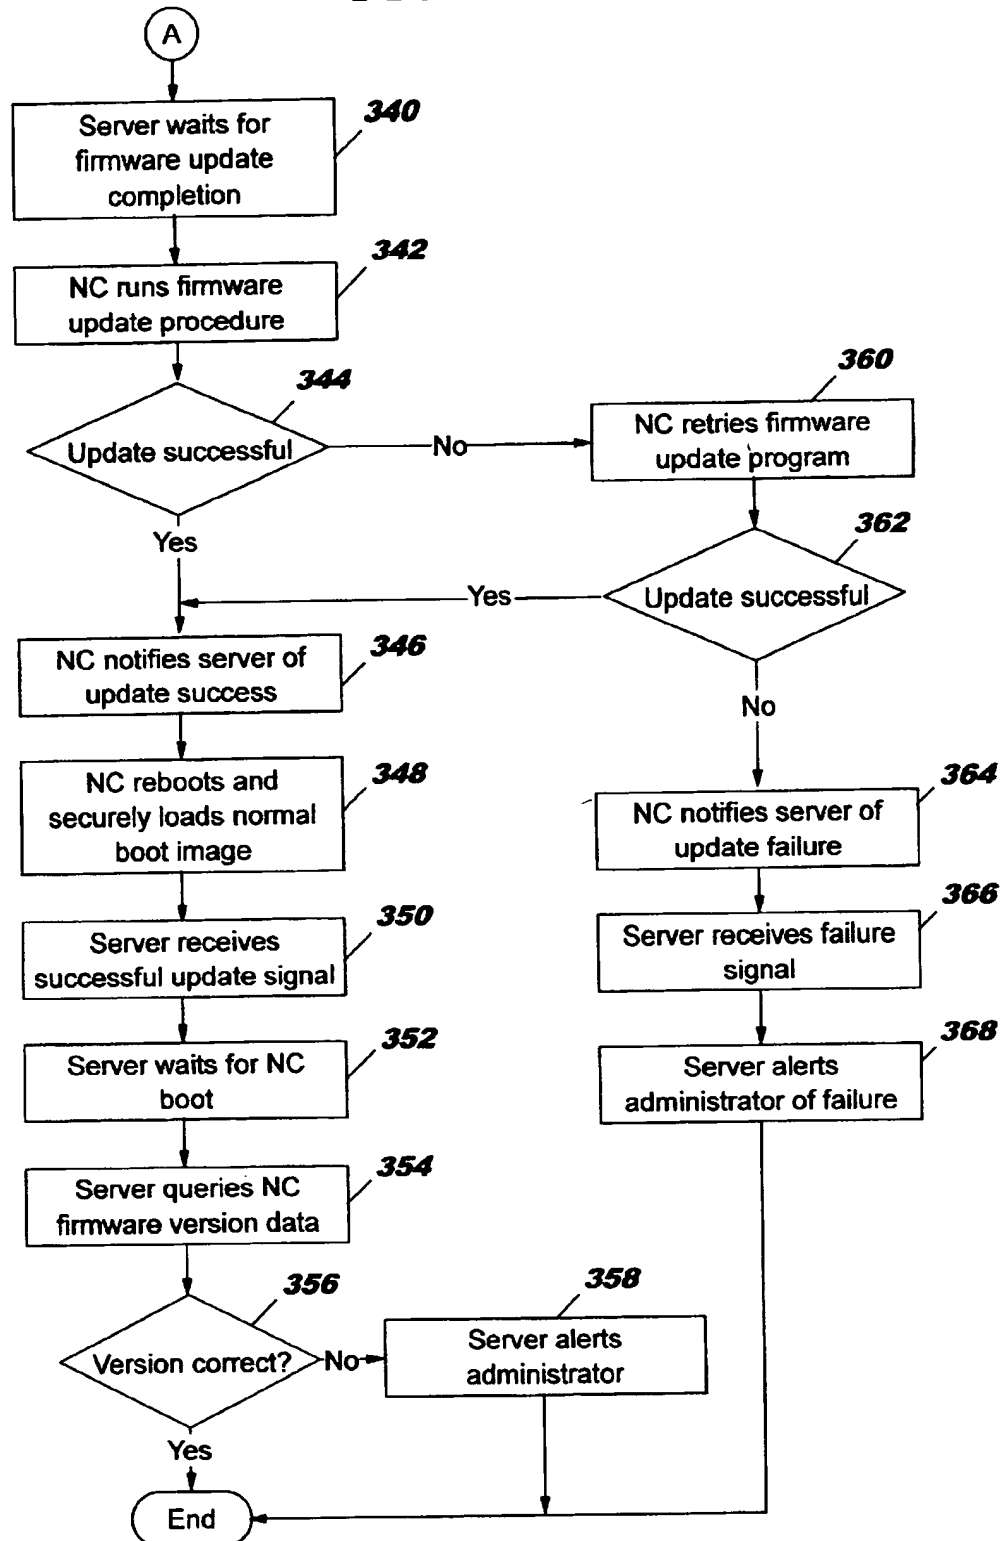 A
Server waits for
firmware update
completion
340
NC runs firmware
update procedure
342
Update successful
344
No
Yes
NC retries firmware
update program
360
Update successful
362
Yes
No
NC notifies server of
update success
346
NC reboots and
securely loads normal
boot image
348
Server receives
successful update signal
350
Server waits for NC
boot
352
Server queries NC
firmware version data
354
Version correct?
356
No
Yes
Server alerts
administrator
358
NC notifies server of
update failure
364
Server receives failure
signal
366
Server alerts
administrator of failure
368
End